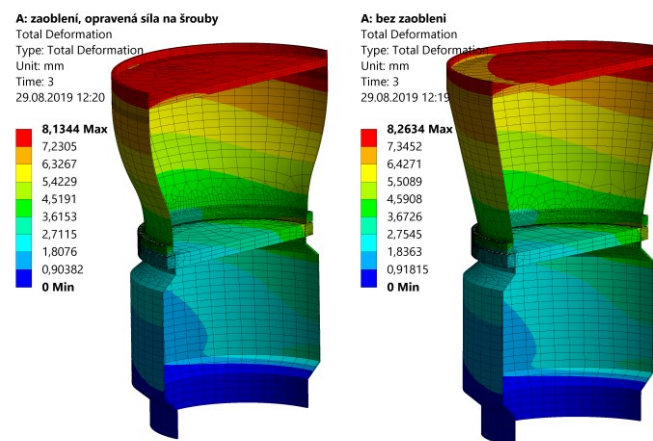 A: zaoblení, opravená síla na šrouby
Total Deformation
Type: Total Deformation
Unit: mm
Time: 3
29.08.2019 12:20
8,1344 Max
7,2305
6,3267
5,4229
4,5191
3,6153
2,7115
1,8076
0,90382
0 Min
A: bez zaobleni
Total Deformation
Type: Total Deformation
Unit: mm
Time: 3
29.08.2019 12:19
8,2634 Max
7,3452
6,4271
5,5089
4,5908
3,6726
2,7545
1,8363
0,91815
0 Min